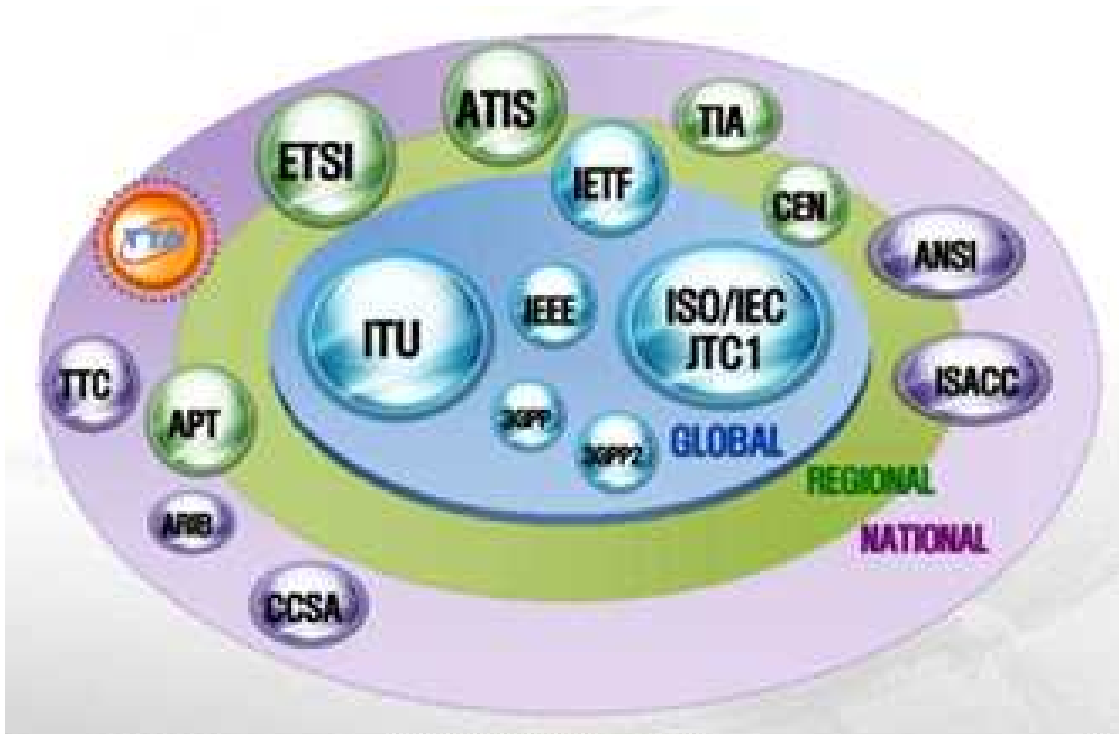 ATIS
TIA
ETSI
IETF
CEN
ANSI
IEEE
ITU
ISO/IEC
JTC1
TTC
ISACC
APT
3GPP
3GPP2
GLOBAL
REGIONAL
ARIB
NATIONAL
CCSA